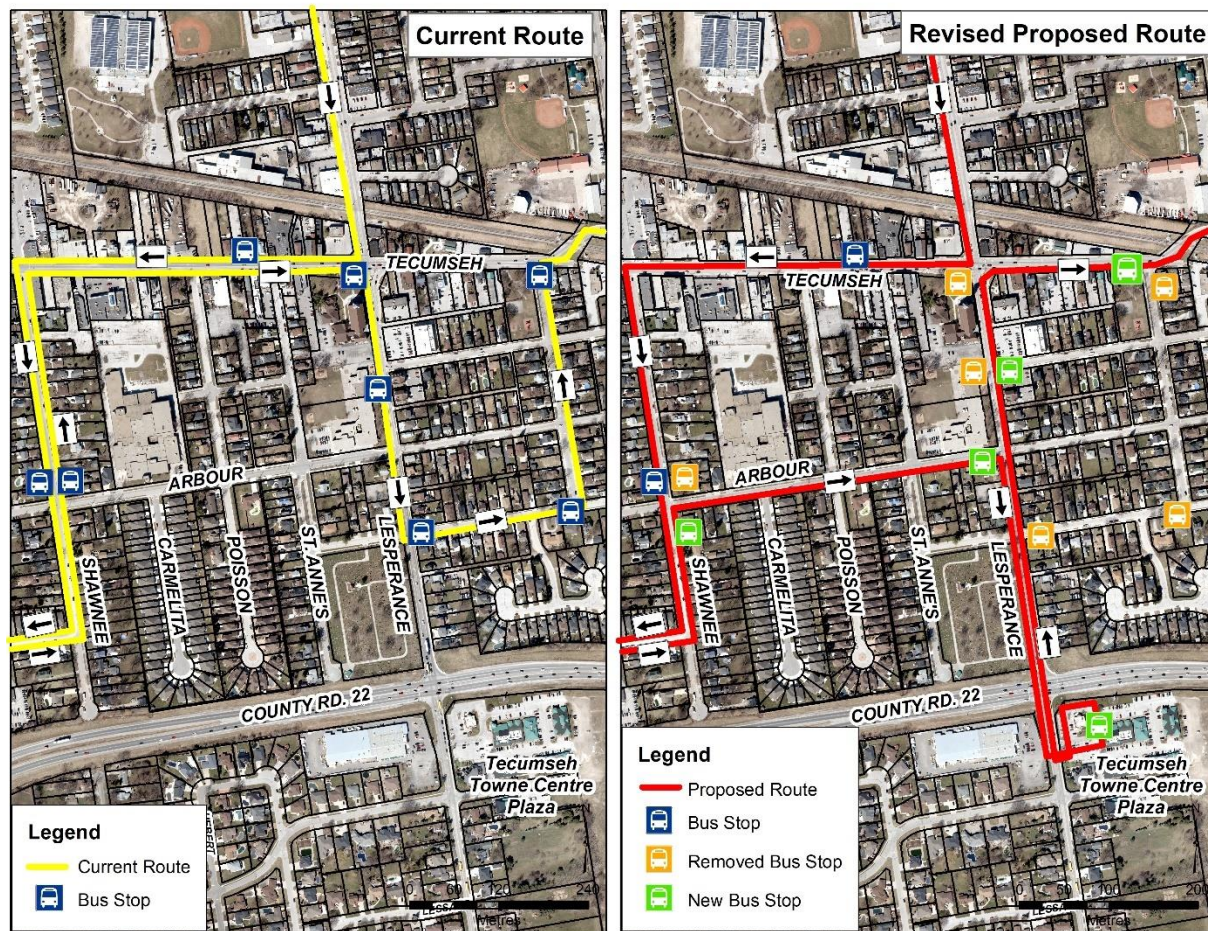 Current Route
TECUMSEH
ARBOUR
SHAWNEE
CARMELITA
POISSON
ST. ANNE'S
LESPERANCE
COUNTY RD. 22
Tecumseh
Towne Centre
Plaza
Legend
Current Route
Bus Stop
0 60 120 240
Metres
Revised Proposed Route
TECUMSEH
ARBOUR
SHAWNEE
CARMELITA
POISSON
ST. ANNE'S
LESPERANCE
COUNTY RD. 22
Tecumseh
Towne Centre
Plaza
Legend
Proposed Route
Bus Stop
Removed Bus Stop
New Bus Stop
0 50 100 200
Metres